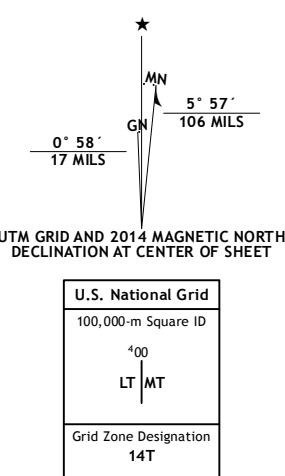 ★
MN
5° 57´
106 MILS
GN
0° 58´
17 MILS
UTM GRID AND 2014 MAGNETIC NORTH
DECLINATION AT CENTER OF SHEET
U.S. National Grid
100,000-m Square ID
⁴00
LT MT
Grid Zone Designation
14T